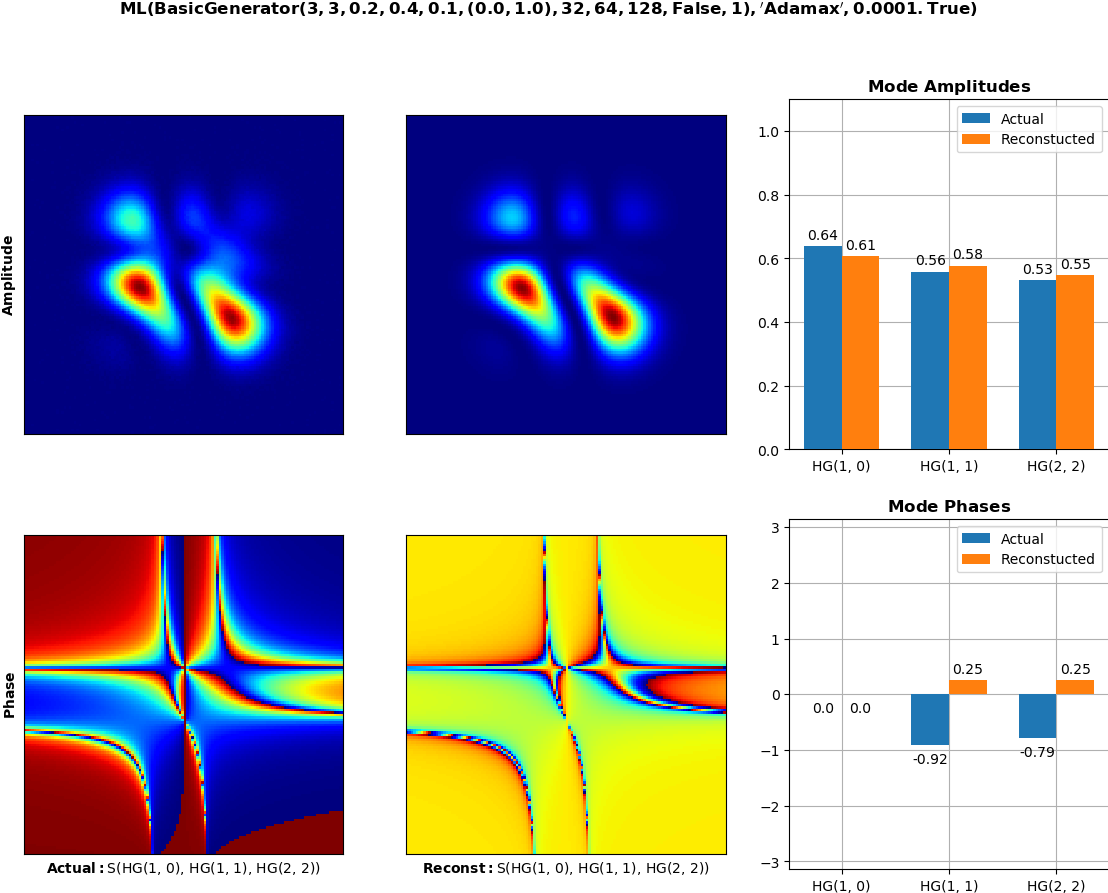 ML(BasicGenerator(3, 3, 0.2, 0.4, 0.1, (0.0, 1.0), 32, 64, 128, False, 1), ′Adamax′, 0.0001. True)
Amplitude
Mode Amplitudes
Actual
Reconstucted
1.0
0.8
0.6
0.4
0.2
0.0
0.64
0.61
0.56
0.58
0.53
0.55
HG(1, 0)
HG(1, 1)
HG(2, 2)
Phase
Actual: S(HG(1, 0), HG(1, 1), HG(2, 2))
Reconst: S(HG(1, 0), HG(1, 1), HG(2, 2))
Mode Phases
Actual
Reconstucted
3
2
1
0
−1
−2
−3
0.0
0.0
-0.92
0.25
-0.79
0.25
HG(1, 0)
HG(1, 1)
HG(2, 2)